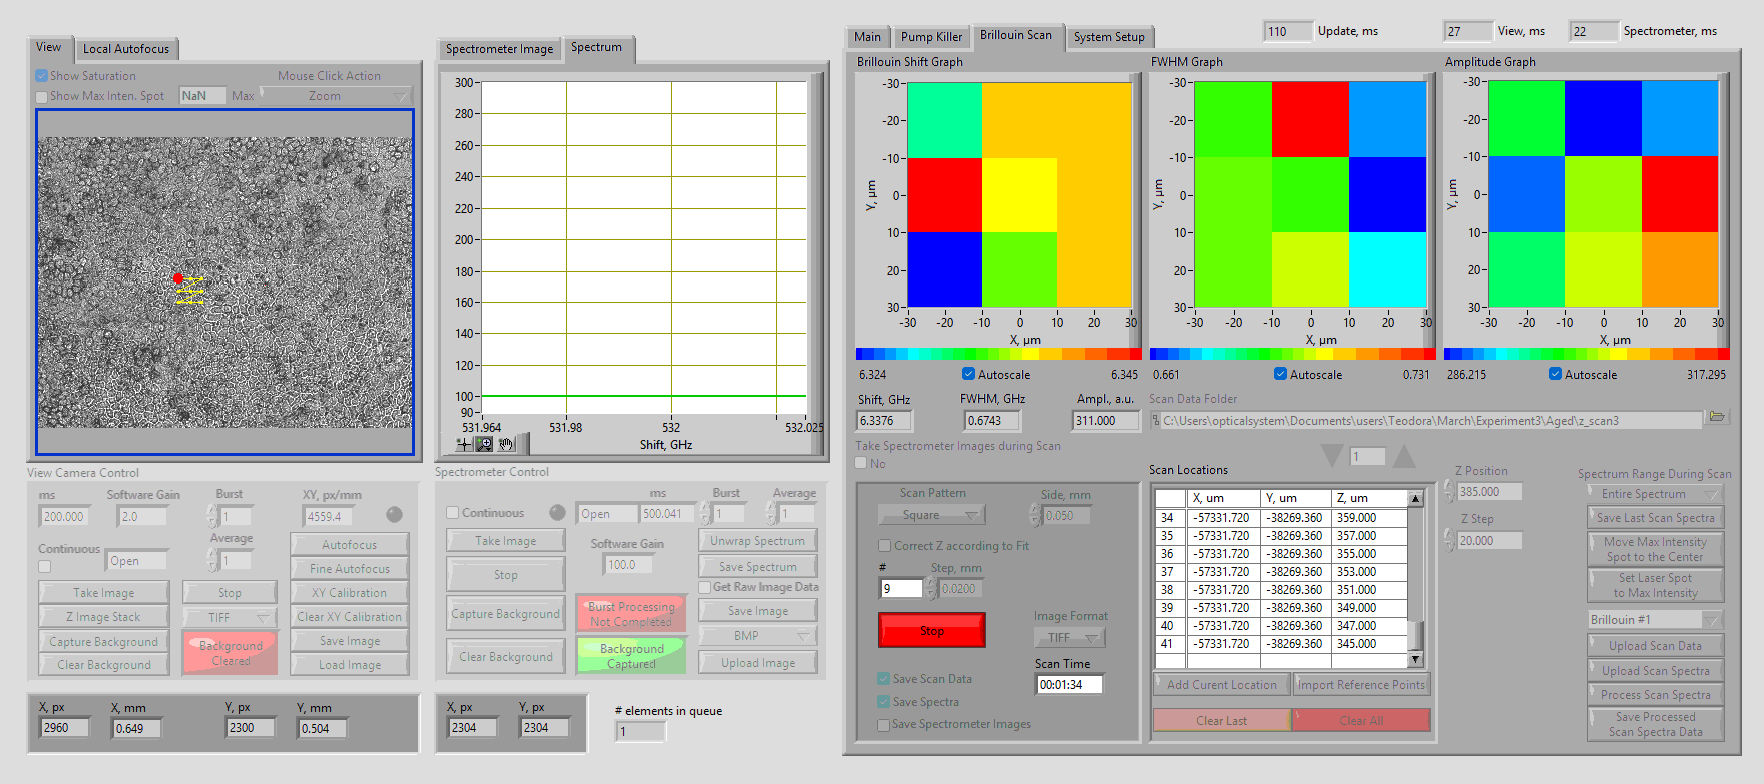 View
Local Autofocus
Show Saturation
Mouse Click Action
Show Max Inten. Spot
NaN
Max
Zoom
Spectrometer Image
Spectrum
300
280
260
240
220
200
180
160
140
120
100
90
531.964
531.98
532
532.025
Shift, GHz
Main
Pump Killer
Brillouin Scan
System Setup
110
Update, ms
27
View, ms
22
Spectrometer, ms
Brillouin Shift Graph
-30
-20
-10
0
10
20
30
Y, µm
-30 -20 -10 0 10 20 30
X, µm
6.324
Autoscale
6.345
FWHM Graph
-30
-20
-10
0
10
20
30
Y, µm
-30 -20 -10 0 10 20 30
X, µm
0.661
Autoscale
0.731
Amplitude Graph
-30
-20
-10
0
10
20
30
Y, µm
-30 -20 -10 0 10 20 30
X, µm
286.215
Autoscale
317.295
Shift, GHz
6.3376
FWHM, GHz
0.6743
Ampl., a.u.
311.000
Scan Data Folder
C:\Users\opticalsystem\Documents\users\Teodora\March\Experiment3\Aged\z_scan3
Take Spectrometer Images during Scan
No
View Camera Control
ms
200.000
Software Gain
2.0
Burst
1
XY, px/mm
4559.4
Continuous
Open
Average
1
Autofocus
Fine Autofocus
Take Image
Stop
XY Calibration
Z Image Stack
TIFF
Clear XY Calibration
Capture Background
Background
Cleared
Save Image
Clear Background
Load Image
Spectrometer Control
Continuous
Open
ms
500.041
Burst
1
Average
1
Take Image
Software Gain
100.0
Unwrap Spectrum
Stop
Save Spectrum
Get Raw Image Data
Capture Background
Burst Processing
Not Completed
Save Image
BMP
Clear Background
Background
Captured
Upload Image
X, px
2960
X, mm
0.649
Y, px
2300
Y, mm
0.504
X, px
2304
Y, px
2304
# elements in queue
1
Scan Pattern
Square
Side, mm
0.050
Correct Z according to Fit
#
9
Step, mm
0.0200
Stop
Image Format
TIFF
Scan Time
00:01:34
Save Scan Data
Save Spectra
Save Spectrometer Images
Scan Locations
1
X, um Y, um Z, um
34 -57331.720 -38269.360 359.000
35 -57331.720 -38269.360 357.000
36 -57331.720 -38269.360 355.000
37 -57331.720 -38269.360 353.000
38 -57331.720 -38269.360 351.000
39 -57331.720 -38269.360 349.000
40 -57331.720 -38269.360 347.000
41 -57331.720 -38269.360 345.000
Add Curent Location
Import Reference Points
Clear Last
Clear All
Z Position
385.000
Z Step
20.000
Spectrum Range During Scan
Entire Spectrum
Save Last Scan Spectra
Move Max Intensity
Spot to the Center
Set Laser Spot
to Max Intensity
Brillouin #1
Upload Scan Data
Upload Scan Spectra
Process Scan Spectra
Save Processed
Scan Spectra Data